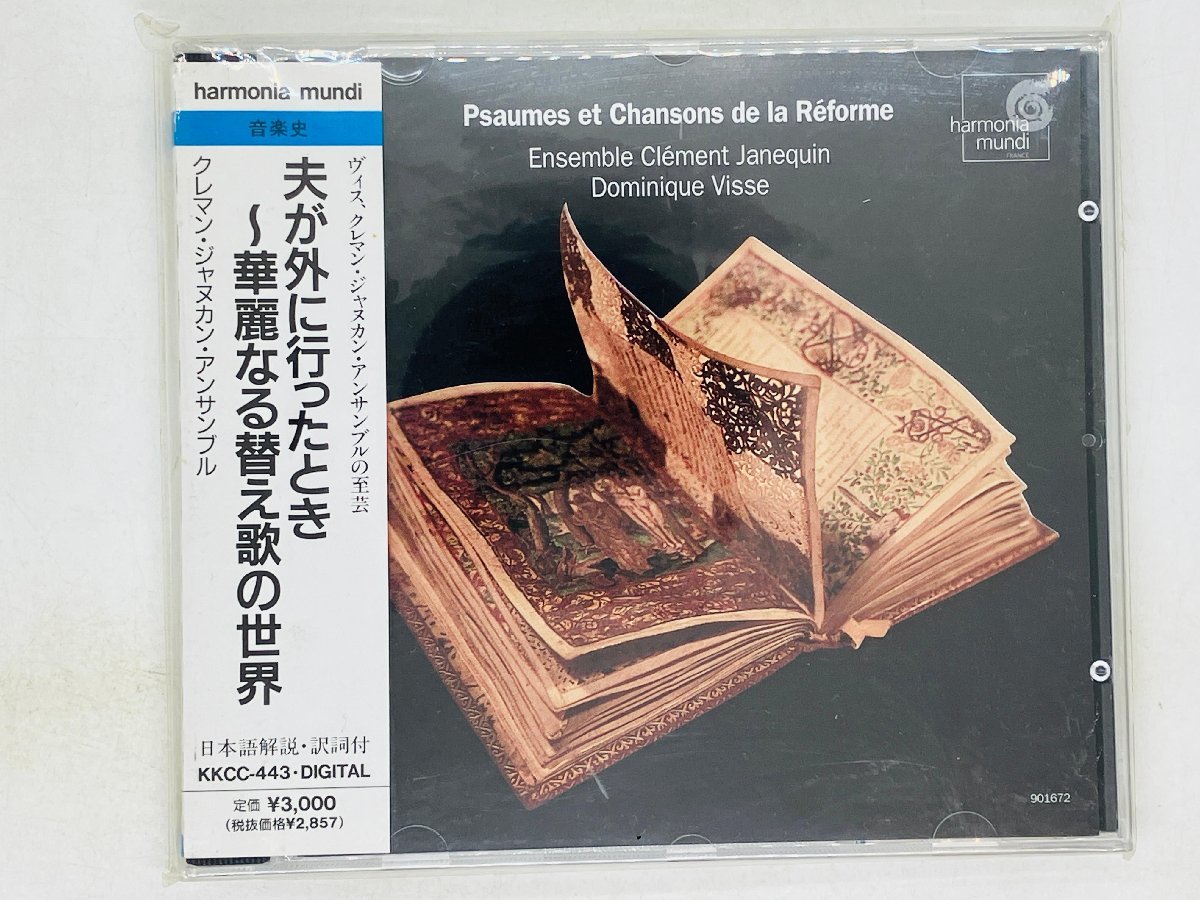 harmonia mundi
音楽史
ヴィス、クレマン・ジャヌカン・アンサンブルの至芸
夫が外に行ったとき
〜華麗なる替え歌の世界
クレマン・ジャヌカン・アンサンブル
日本語解説・訳詞付
KKCC-443・DIGITAL
定価 ¥3,000
(税抜価格¥2,857)
Psaumes et Chansons de la Réforme
Ensemble Clément Janequin
Dominique Visse
harmonia
mundi
FRANCE
901672